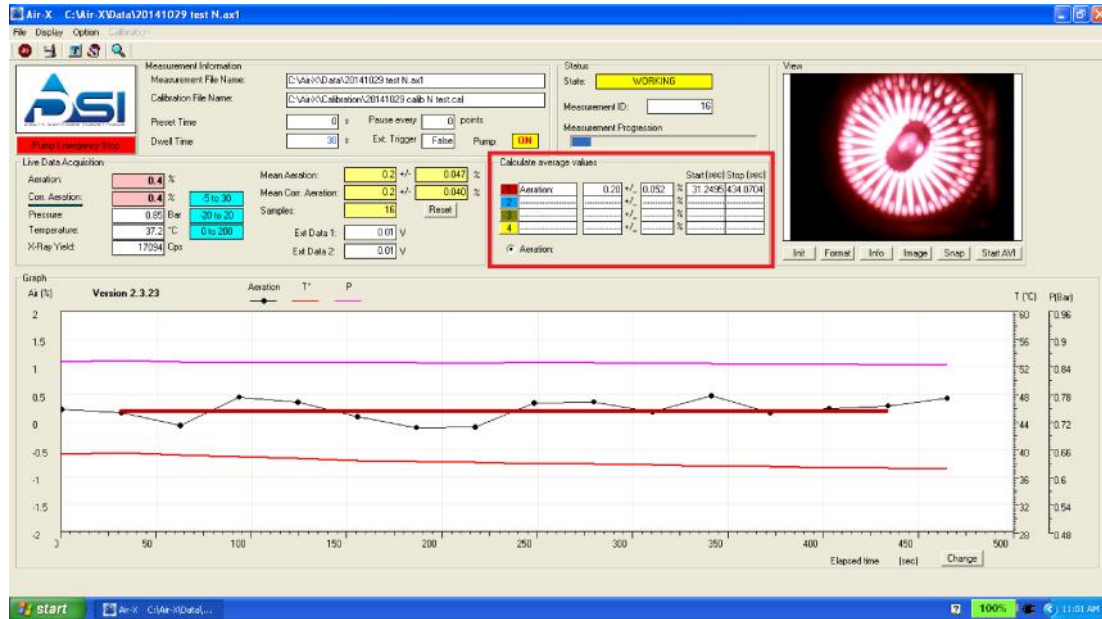 Air-X C:\Air-X\Data\20141029 test N.ax1
File Display Option Calibration
Measurement Information
Measurement File Name: C:\Air-X\Data\20141029 test N.ax1
Calibration File Name: C:\Air-X\Calibration\20141029 calib N test.cal
Preset Time 0 s Pause every 0 points
Dwell Time 30 s Ext. Trigger False Pump: ON
DSI
Pump Emergency Stop
Status
State: WORKING
Measurement ID: 16
Measurement Progression
View
Init Format Info Image Snap Start AVI
Live Data Acquisition
Aeration: 0.4 %
Corr. Aeration: 0.4 % -5 to 30
Pressure: 0.85 Bar -20 to 20
Temperature: 37.2 °C 0 to 200
X-Ray Yield: 17094 Cps
Mean Aeration: 0.2 +/- 0.047 %
Mean Corr. Aeration: 0.2 +/- 0.040 %
Samples: 16 Reset
Ext Data 1: 0.01 V
Ext Data 2: 0.01 V
Calculate average values
Start (sec) Stop (sec)
1 Aeration: 0.20 +/_ 0.052 % 31.2495 434.0704
2 +/_ %
3 +/_ %
4 +/_ %
Aeration:
Graph
Air (%) Version 2.3.23 Aeration T° P T (°C) P(Bar)
2 60 0.96
1.5 56 0.9
1 52 0.84
0.5 48 0.78
0 44 0.72
-0.5 40 0.66
-1 36 0.6
-1.5 32 0.54
-2 28 0.48
50 100 150 200 250 300 350 400 450 500
Elapsed time (sec) Change
start Air-X C:\Air-X\Data\... 100% 11:01 AM